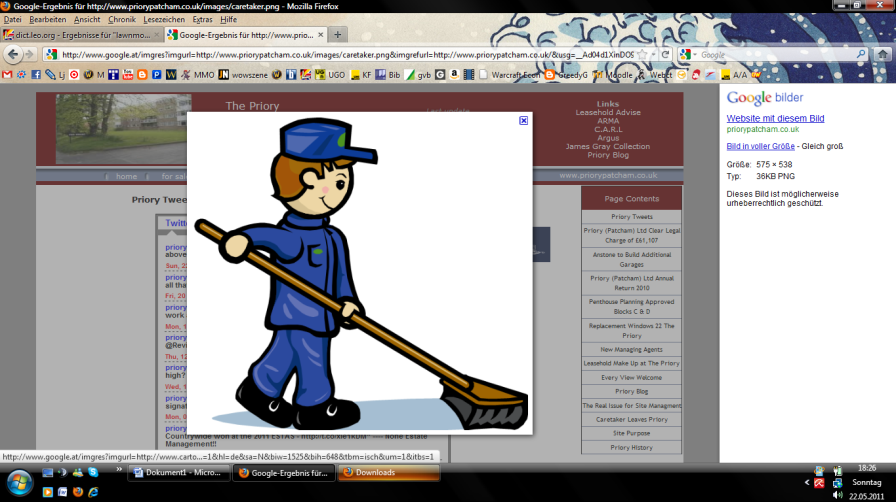 Google-Ergebnis für http://www.priorypatcham.co.uk/images/caretaker.png - Mozilla Firefox
Datei Bearbeiten Ansicht Chronik Lesezeichen Extras Hilfe
dict.leo.org - Ergebnisse für "lawnmo...
Google-Ergebnis für http://www.prio...
http://www.google.at/imgres?imgurl=http://www.priorypatcham.co.uk/images/caretaker.png&imgrefurl=http://www.priorypatcham.co.uk/&usg=__Ad04d1XinDO9
Google
Lj M MMO wowszene UGO KF Bib gvb Warcraft Econ GreedyG Moodle Webct A/A W
The Priory
Last update
Links
Leasehold Advise
ARMA
C.A.R.L
Argus
James Gray Collection
Priory Blog
home for sale
www.priorypatcham.co.uk
Priory Twee
Twitt
priory
above
Sun, 2
priory
all tha
Fri, 20
priory
work
Mon, 1
priory
@Rev
Thu, 12
priory
high?
Wed, 1
priory
signat
Mon, 0
priory
Countrywide won at the 2011 ESTAS - http://t.co/xIeYkDM ---- none Estate
Management!!
Page Contents
Priory Tweets
Priory (Patcham) Ltd Clear Legal
Charge of £61,107
Anstone to Build Additional
Garages
Priory (Patcham) Ltd Annual
Return 2010
Penthouse Planning Approved
Blocks C & D
Replacement Windows 22 The
Priory
New Managing Agents
Leasehold Make Up at The Priory
Every View Welcome
Priory Blog
The Real Issue for Site Managment
Caretaker Leaves Priory
Site Purpose
Priory History
Google bilder
Website mit diesem Bild
priorypatcham.co.uk
Bild in voller Größe - Gleich groß
Größe: 575 × 538
Typ: 36KB PNG
Dieses Bild ist möglicherweise
urheberrechtlich geschützt.
http://www.google.at/imgres?imgurl=http://www.carto...=1&hl=de&sa=N&biw=1525&bih=648&tbm=isch&um=1&itbs=1
Dokument1 - Micro...
Google-Ergebnis für...
Downloads
18:26
Sonntag
22.05.2011